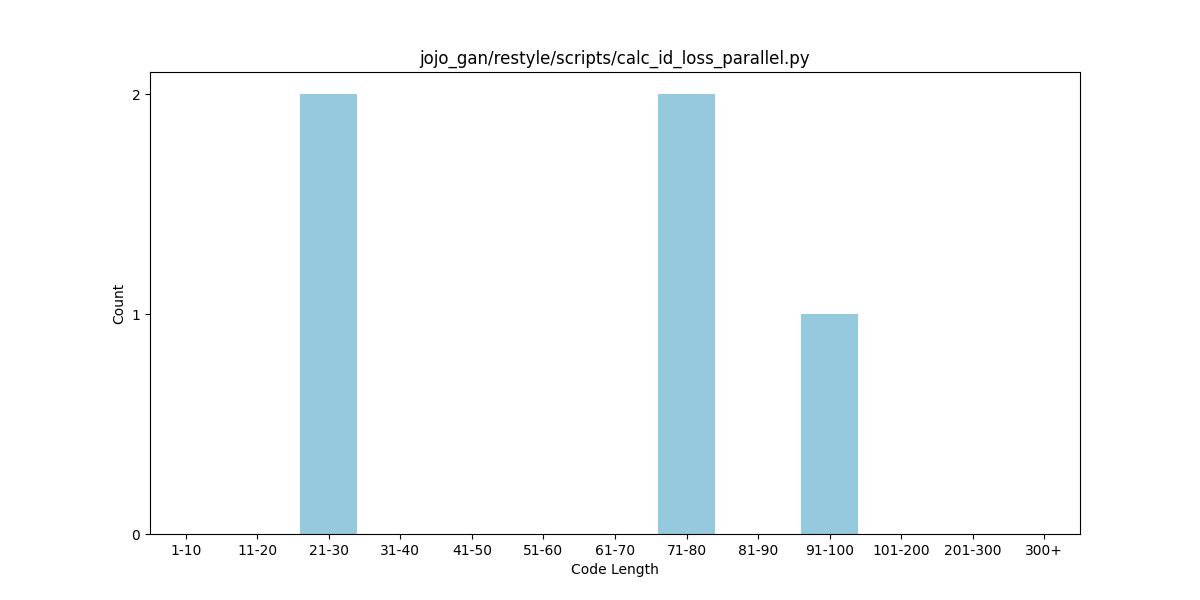 jojo_gan/restyle/scripts/calc_id_loss_parallel.py
2
1
0
Count
1-10 11-20 21-30 31-40 41-50 51-60 61-70 71-80 81-90 91-100 101-200 201-300 300+
Code Length